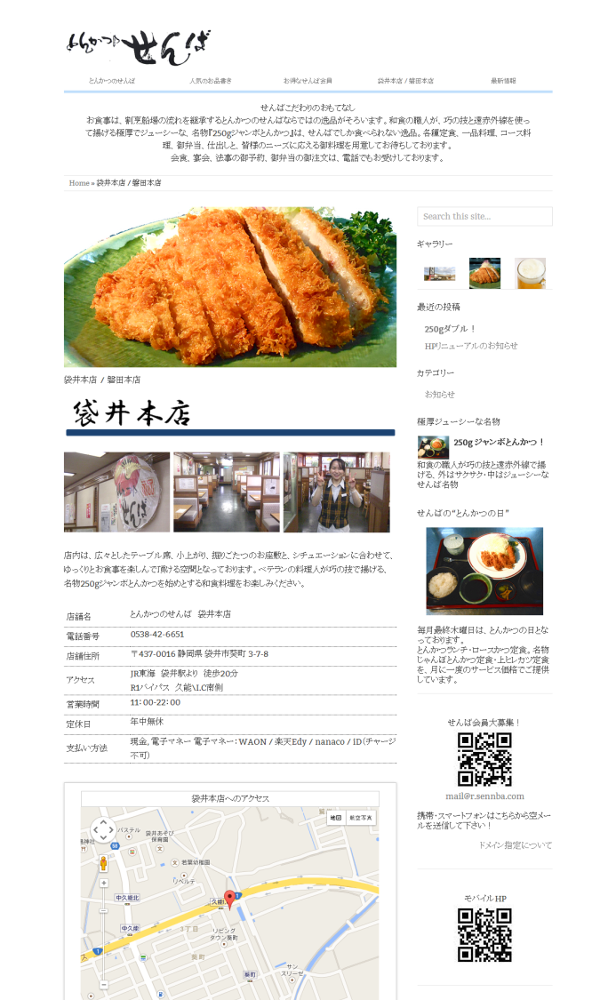 とんかつ せんば
とんかつのせんば 人気のお品書き お得なせんば会員 袋井本店 / 磐田本店 最新情報
せんばこだわりのおもてなし
お食事は、割烹船場の流れを継承するとんかつのせんばならではの逸品がそろいます。和食の職人が、巧の技と遠赤外線を使っ
て揚げる極厚でジューシーな、名物『250gジャンボとんかつ』は、せんばでしか食べられない逸品。各種定食、一品料理、コース料
理、御弁当、仕出しと、皆様のニーズに応える御料理を用意してお待ちしております。
会食、宴会、法事の御予約、御弁当の御注文は、電話でもお受けしております。
Home » 袋井本店 / 磐田本店
袋井本店 / 磐田本店
袋井本店
せんば
店内は、広々としたテーブル席、小上がり、掘りごたつのお座敷と、シチュエーションに合わせて、
ゆっくりとお食事を楽しんで頂ける空間となっております。ベテランの料理人が巧の技で揚げる、
名物250gジャンボとんかつを始めとする和食料理をお楽しみください。
店舗名 とんかつのせんば 袋井本店
電話番号 0538-42-6651
店舗住所 〒437-0016 静岡県 袋井市葵町 3-7-8
アクセス JR東海 袋井駅より 徒歩20分
R1バイパス 久能\I.C南側
営業時間 11：00-22：00
定休日 年中無休
支払い方法 現金, 電子マネー 電子マネー：WAON / 楽天Edy / nanaco / iD（チャージ
不可）
袋井本店へのアクセス
地図 航空写真
パステル
袋井あそび
保育園
58
若葉幼稚園
リベルテ
1
中久能北
中久能
1丁目
リビング
タウン葵町
葵町
葵町
サン
スリーゼ
1
Search this site...
ギャラリー
最近の投稿
250gダブル！
HPリニューアルのお知らせ
カテゴリー
お知らせ
極厚ジューシーな名物
250g ジャンボとんかつ！
和食の職人が巧の技と遠赤外線で揚
げる、外はサクサク・中はジューシーな
せんば名物
せんばの"とんかつの日"
毎月最終木曜日は、とんかつの日とな
っております。
とんかつランチ・ロースかつ定食。名物
じゃんぼとんかつ定食・上ヒレカツ定食
を、月に一度のサービス価格でご提供
しています。
せんば会員大募集！
mail@r.sennba.com
携帯・スマートフォンはこちらから空メー
ルを送信して下さい！
ドメイン指定について
モバイルHP